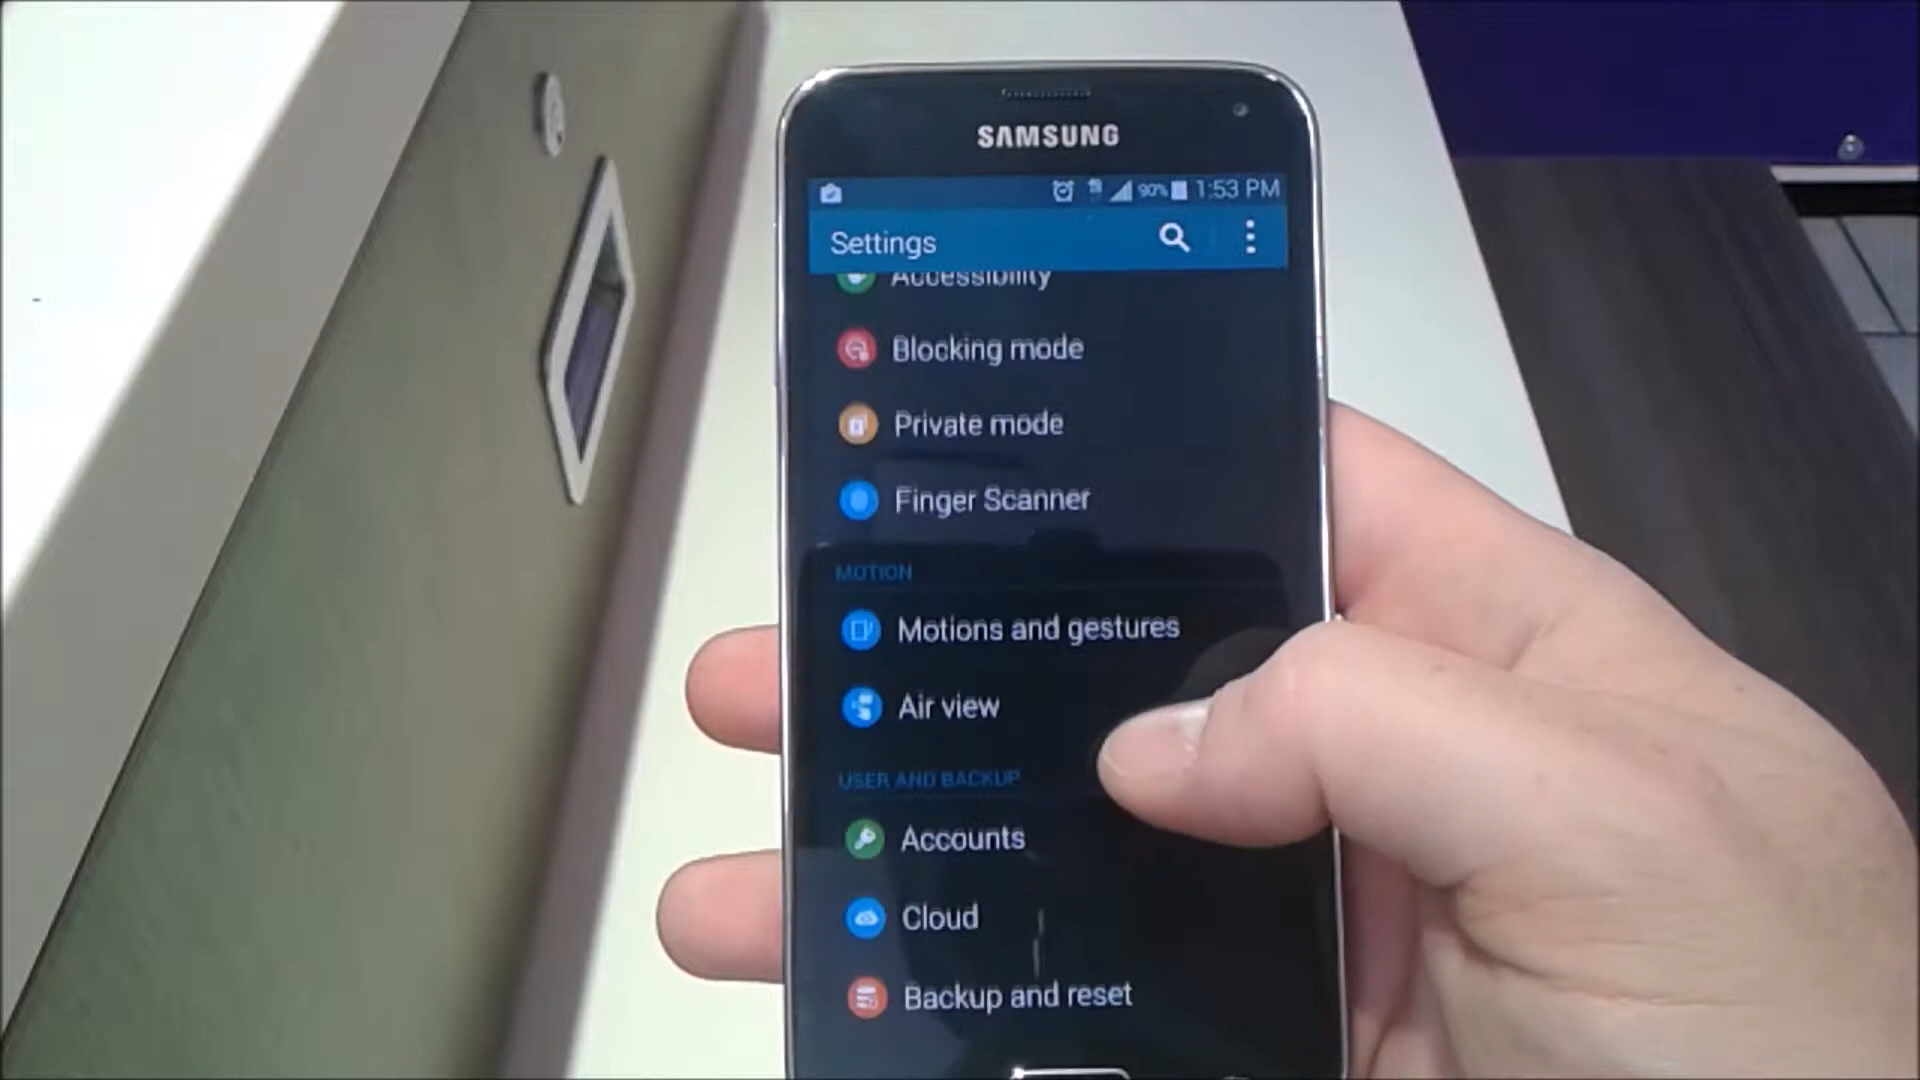 SAMSUNG
90% 1:53 PM
Settings
Accessibility
Blocking mode
Private mode
Finger Scanner
MOTION
Motions and gestures
Air view
USER AND BACKUP
Accounts
Cloud
Backup and reset